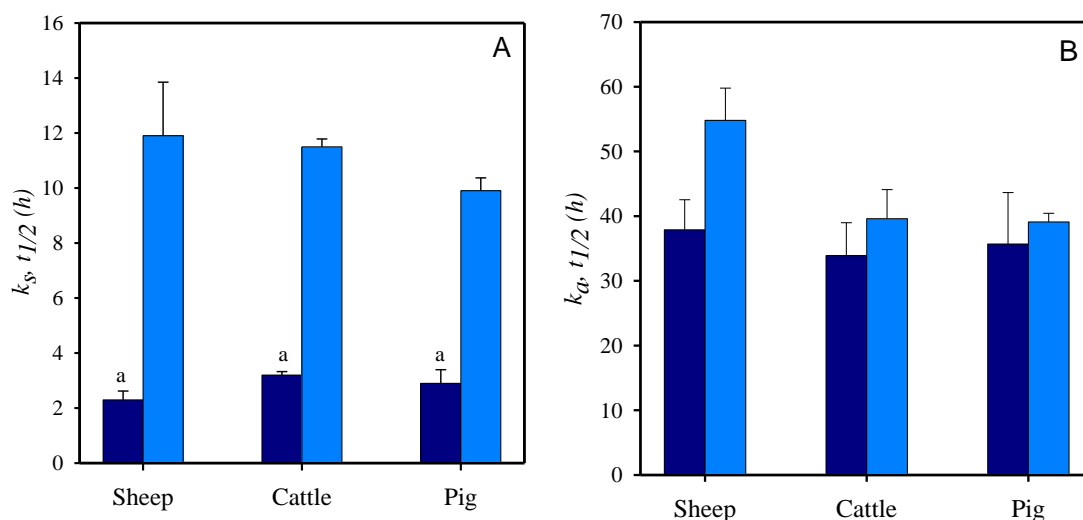 A
16
14
12
10
8
6
4
2
0
k_s, t_1/2 (h)
a
a
a
Sheep
Cattle
Pig
B
70
60
50
40
30
20
10
0
k_a, t_1/2 (h)
Sheep
Cattle
Pig